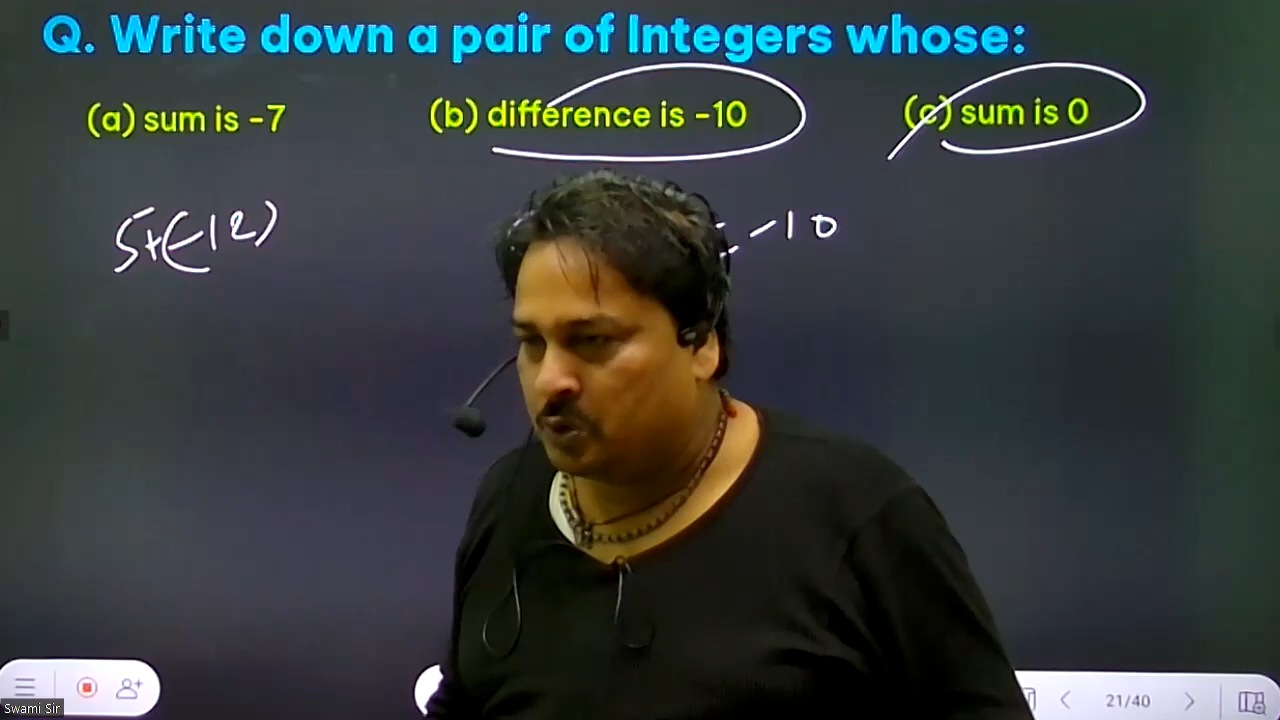 Q. Write down a pair of Integers whose:
(a) sum is -7 (b) difference is -10 (c) sum is 0
5+(-12) = -10
21/40
Swami Sir